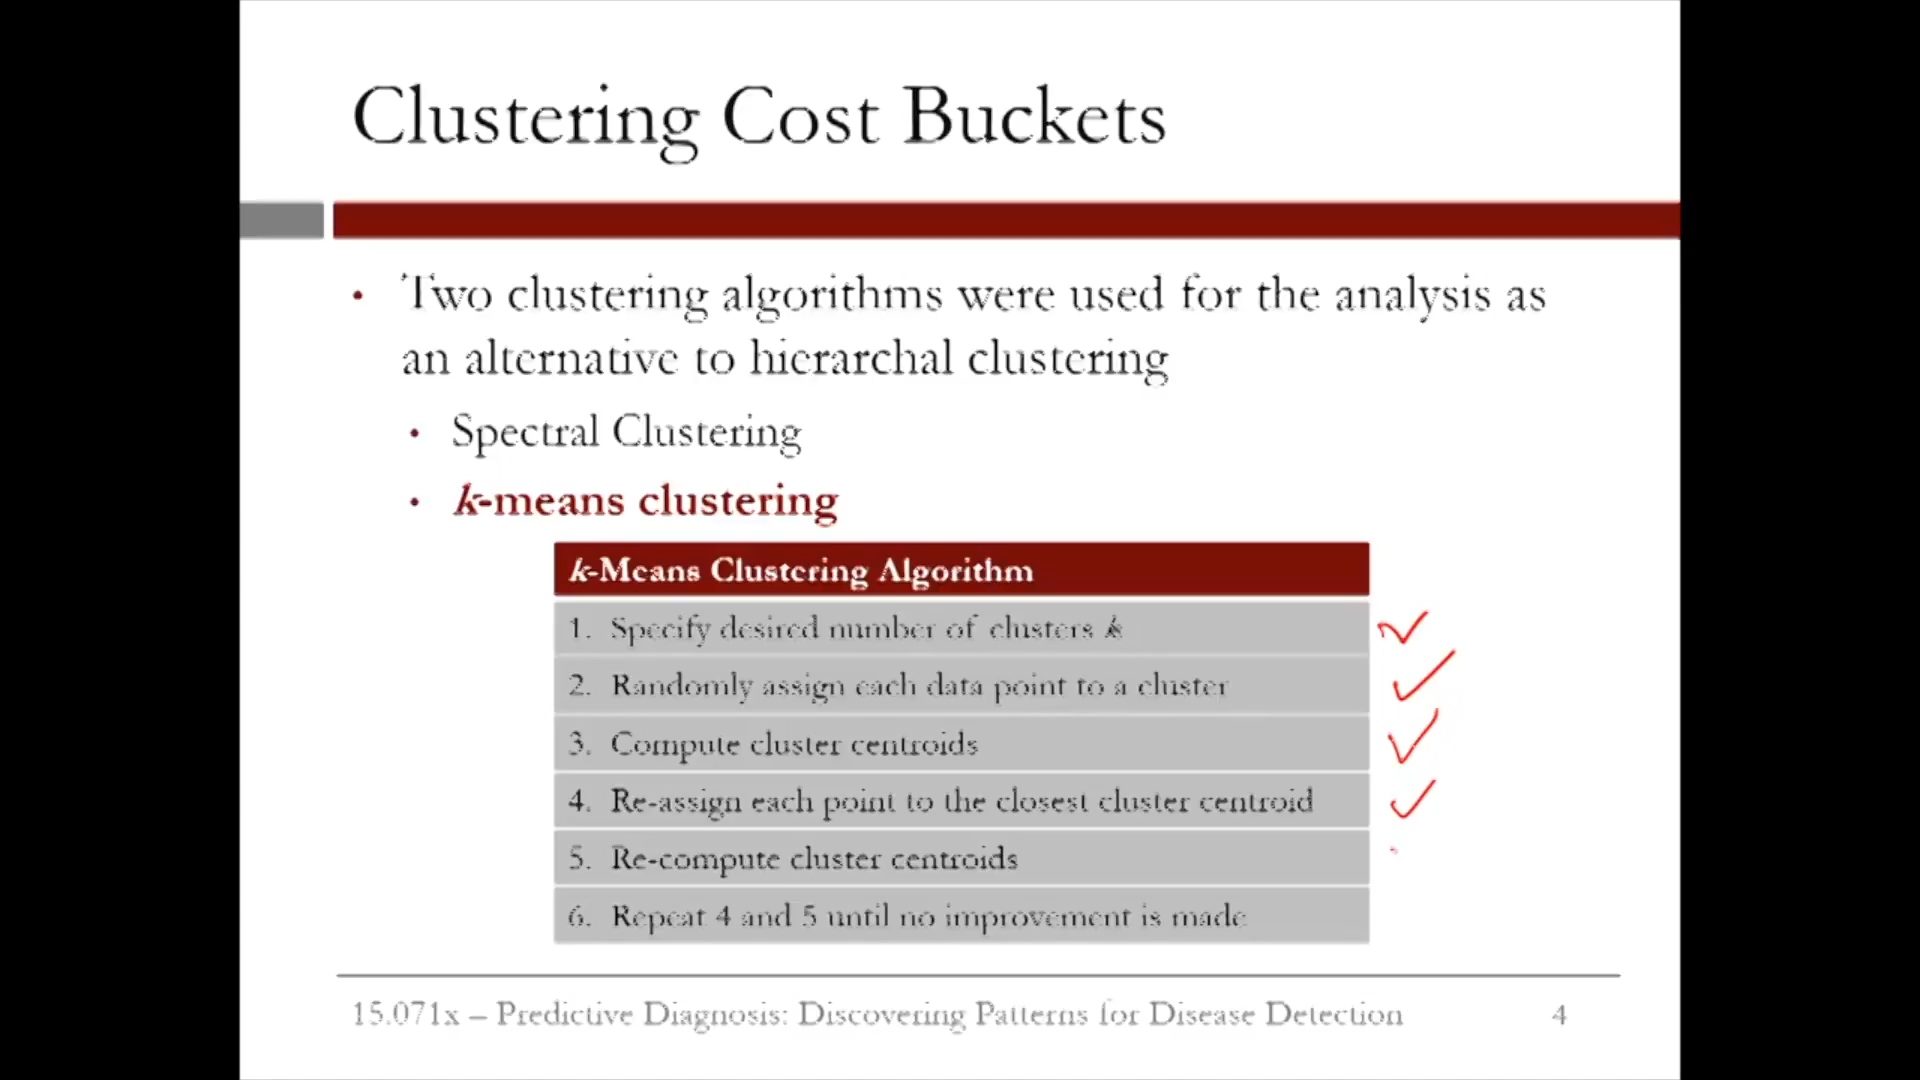 Clustering Cost Buckets
• Two clustering algorithms were used for the analysis as
an alternative to hierarchal clustering
• Spectral Clustering
• k-means clustering
k-Means Clustering Algorithm
1. Specify desired number of clusters k
2. Randomly assign each data point to a cluster
3. Compute cluster centroids
4. Re-assign each point to the closest cluster centroid
5. Re-compute cluster centroids
6. Repeat 4 and 5 until no improvement is made
15.071x – Predictive Diagnosis: Discovering Patterns for Disease Detection 4